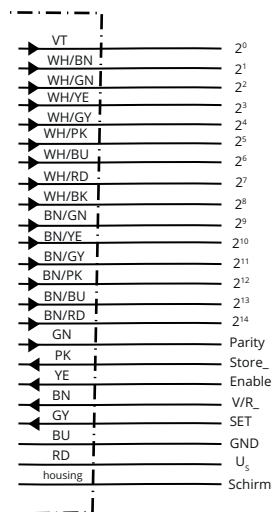 VT 2⁰
WH/BN 2¹
WH/GN 2²
WH/YE 2³
WH/GY 2⁴
WH/PK 2⁵
WH/BU 2⁶
WH/RD 2⁷
WH/BK 2⁸
BN/GN 2⁹
BN/YE 2¹⁰
BN/GY 2¹¹
BN/PK 2¹²
BN/BU 2¹³
BN/RD 2¹⁴
GN Parity
PK Store_
YE Enable
BN V/R_
GY SET
BU GND
RD Uₛ
housing Schirm